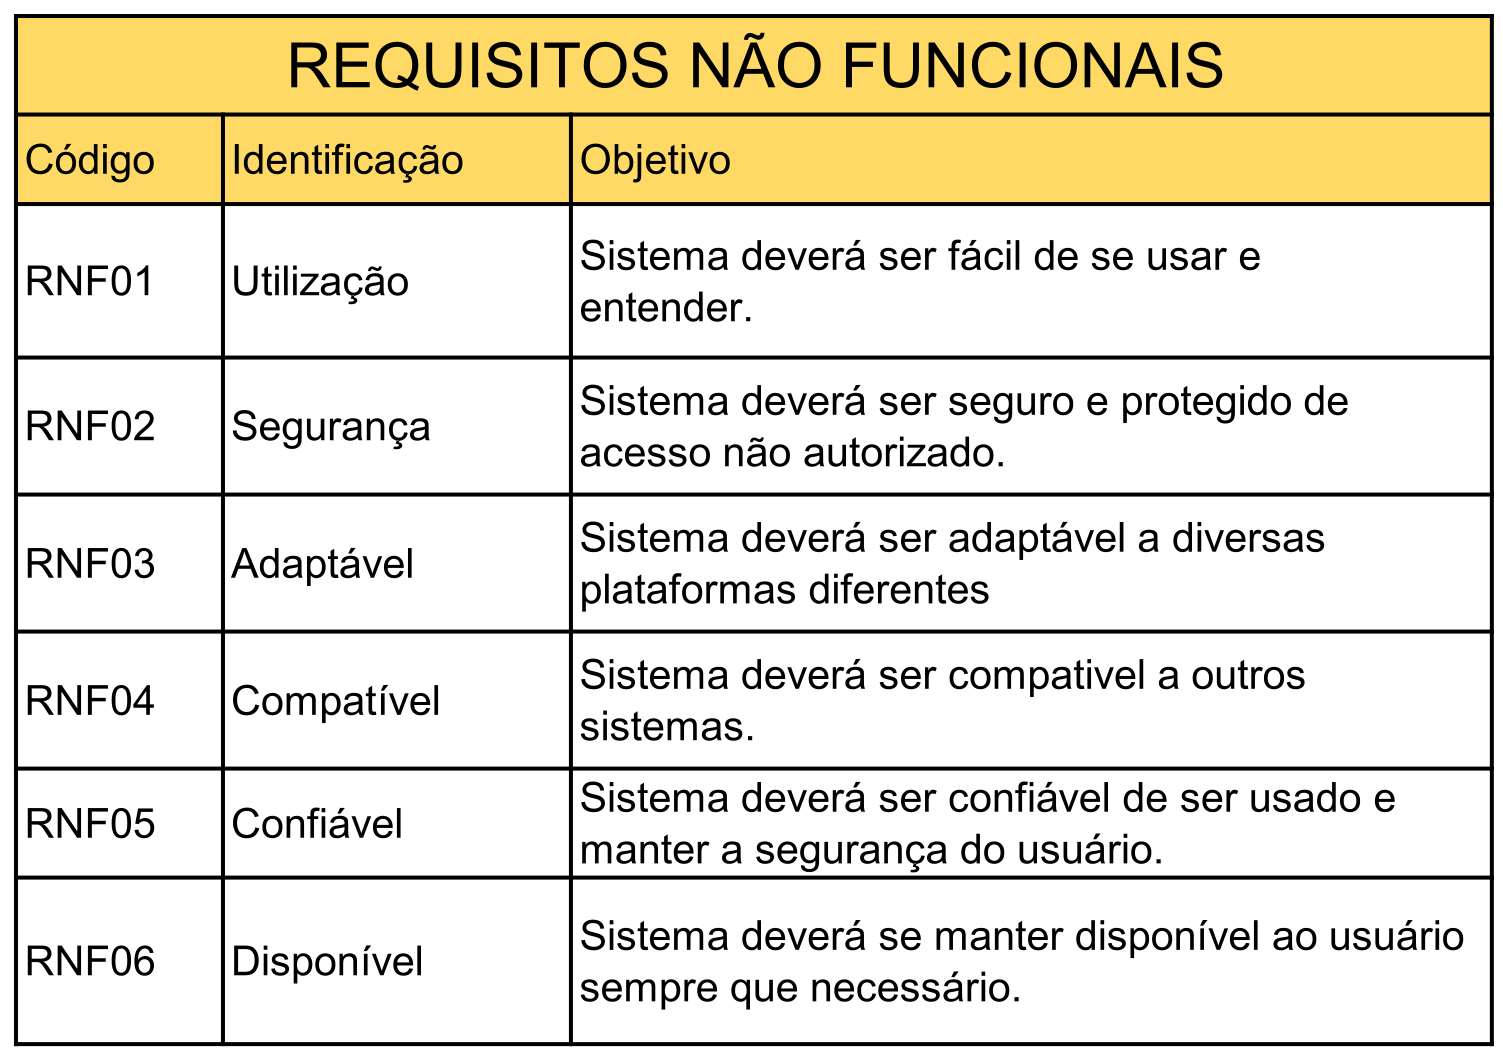 REQUISITOS NÃO FUNCIONAIS
Código Identificação Objetivo
RNF01 Utilização Sistema deverá ser fácil de se usar e
entender.
RNF02 Segurança Sistema deverá ser seguro e protegido de
acesso não autorizado.
RNF03 Adaptável Sistema deverá ser adaptável a diversas
plataformas diferentes
RNF04 Compatível Sistema deverá ser compativel a outros
sistemas.
RNF05 Confiável Sistema deverá ser confiável de ser usado e
manter a segurança do usuário.
RNF06 Disponível Sistema deverá se manter disponível ao usuário
sempre que necessário.